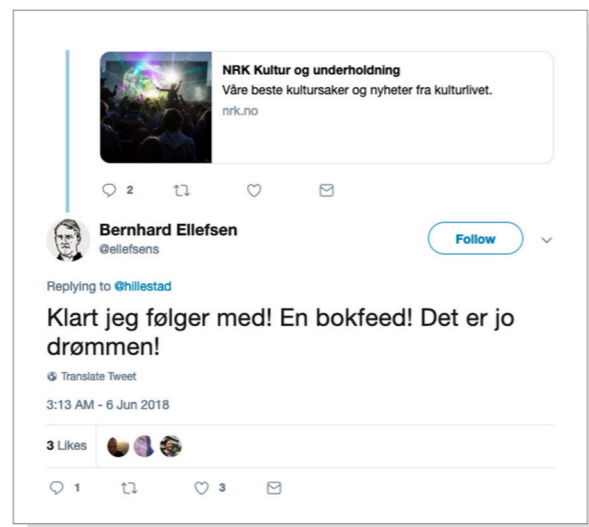 NRK Kultur og underholdning
Våre beste kultursaker og nyheter fra kulturlivet.
nrk.no
2
Bernhard Ellefsen
@ellefsens
Follow
Replying to @hillestad
Klart jeg følger med! En bokfeed! Det er jo
drømmen!
Translate Tweet
3:13 AM - 6 Jun 2018
3 Likes
1 3